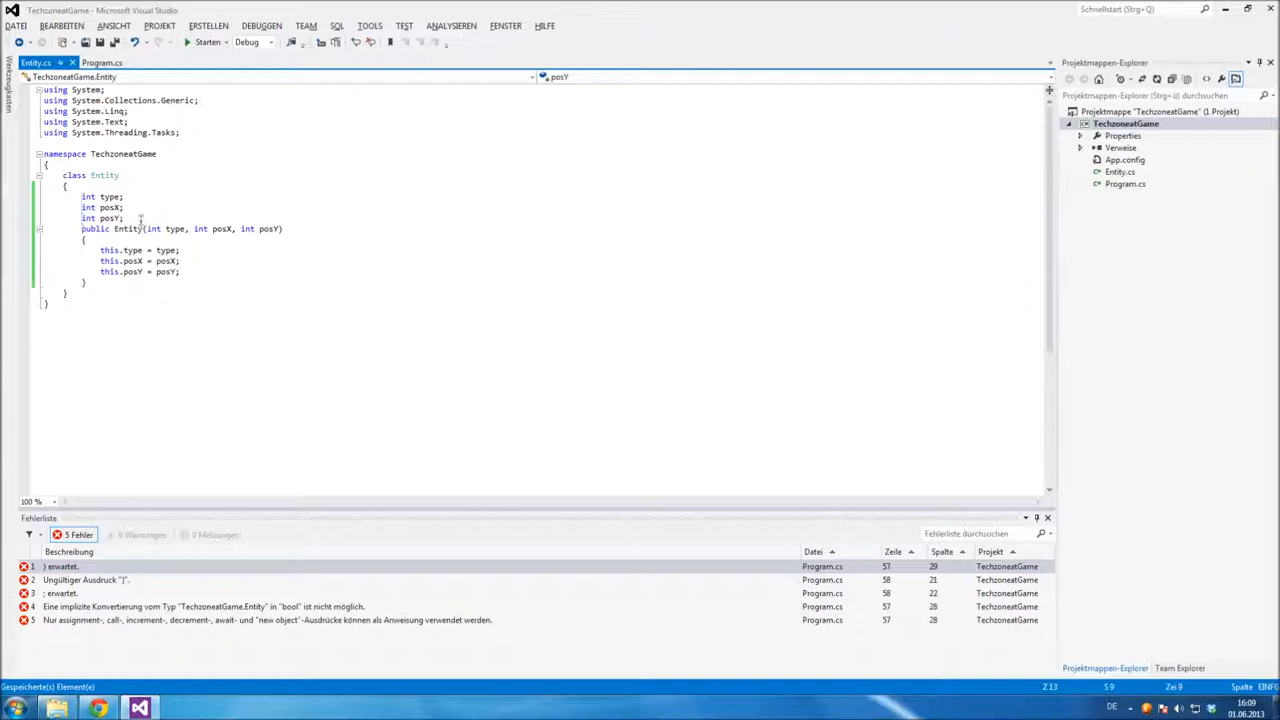 TechzoneatGame - Microsoft Visual Studio
Schnellstart (Strg+Q)
DATEI BEARBEITEN ANSICHT PROJEKT ERSTELLEN DEBUGGEN TEAM SQL TOOLS TEST ANALYSIEREN FENSTER HILFE
Starten Debug
Werkzeugkasten
Entity.cs Program.cs
TechzoneatGame.Entity posY
using System;
using System.Collections.Generic;
using System.Linq;
using System.Text;
using System.Threading.Tasks;
namespace TechzoneatGame
{
class Entity
{
int type;
int posX;
int posY;
public Entity(int type, int posX, int posY)
{
this.type = type;
this.posX = posX;
this.posY = posY;
}
}
}
100 %
Projektmappen-Explorer
Projektmappen-Explorer (Strg+ü) durchsuchen
Projektmappe "TechzoneatGame" (1 Projekt)
TechzoneatGame
Properties
Verweise
App.config
Entity.cs
Program.cs
Fehlerliste
5 Fehler 0 Warnungen 0 Meldungen Fehlerliste durchsuchen
Beschreibung Datei Zeile Spalte Projekt
1 ) erwartet. Program.cs 57 29 TechzoneatGame
2 Ungültiger Ausdruck ")". Program.cs 58 21 TechzoneatGame
3 ; erwartet. Program.cs 58 22 TechzoneatGame
4 Eine implizite Konvertierung vom Typ "TechzoneatGame.Entity" in "bool" ist nicht möglich. Program.cs 57 28 TechzoneatGame
5 Nur assignment-, call-, increment-, decrement-, await- und "new object"-Ausdrücke können als Anweisung verwendet werden. Program.cs 57 28 TechzoneatGame
Projektmappen-Explorer Team Explorer
Gespeicherte(s) Element(e) Z 13 S 9 Zei 9 Spalte EINFG
DE 16:09
01.06.2013